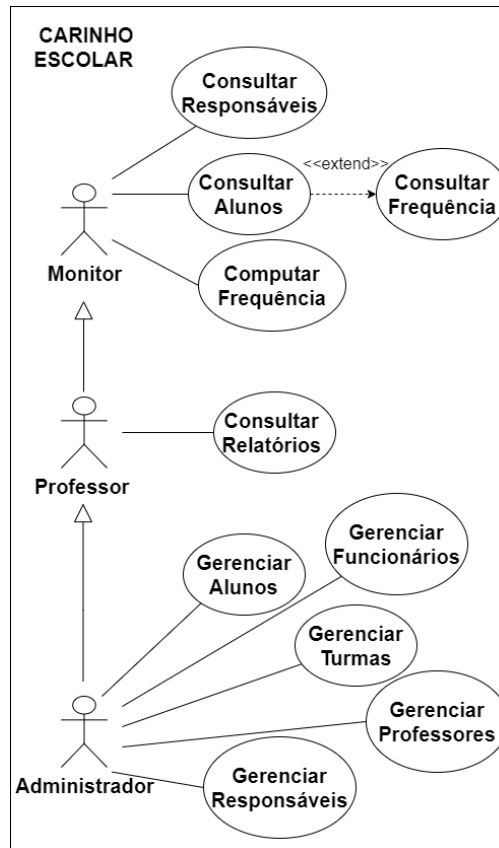 CARINHO
ESCOLAR
Consultar
Responsáveis
<<extend>>
Consultar
Alunos
Consultar
Frequência
Monitor
Computar
Frequência
Consultar
Relatórios
Professor
Gerenciar
Funcionários
Gerenciar
Alunos
Gerenciar
Turmas
Gerenciar
Professores
Administrador
Gerenciar
Responsáveis